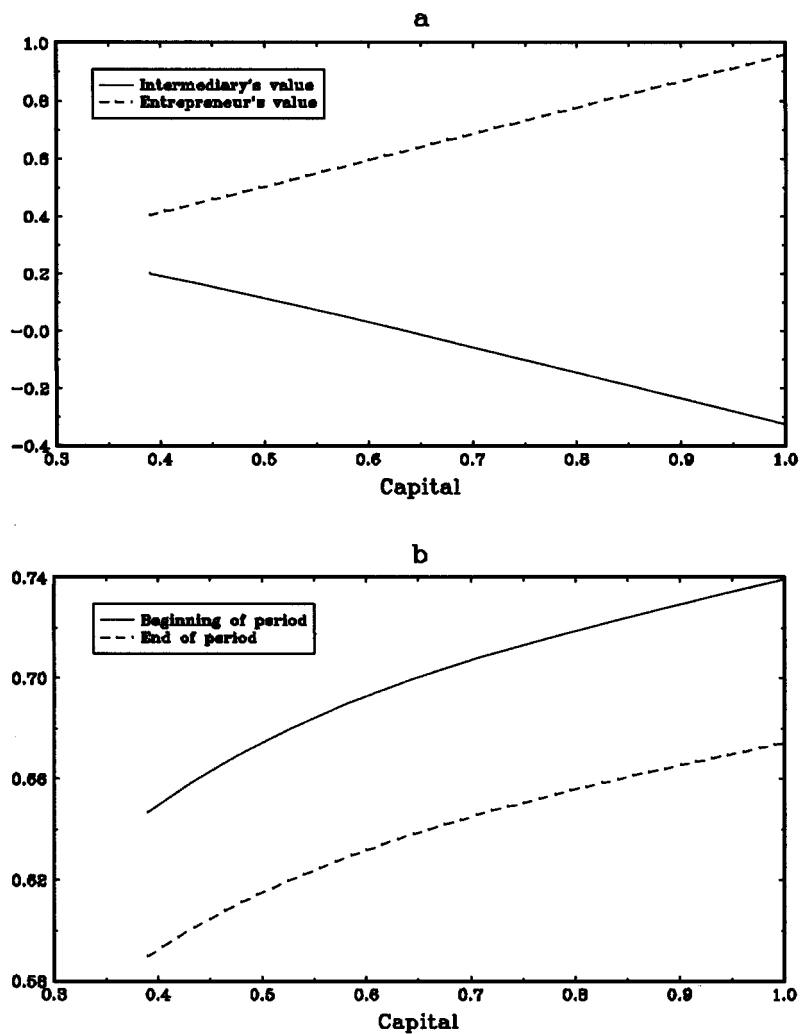 a
1.0
Intermediary's value
Entrepreneur's value
0.8
0.6
0.4
0.2
-0.0
-0.2
-0.4
0.3 0.4 0.5 0.6 0.7 0.8 0.9 1.0
Capital
b
0.74
Beginning of period
End of period
0.70
0.66
0.62
0.58
0.3 0.4 0.5 0.6 0.7 0.8 0.9 1.0
Capital